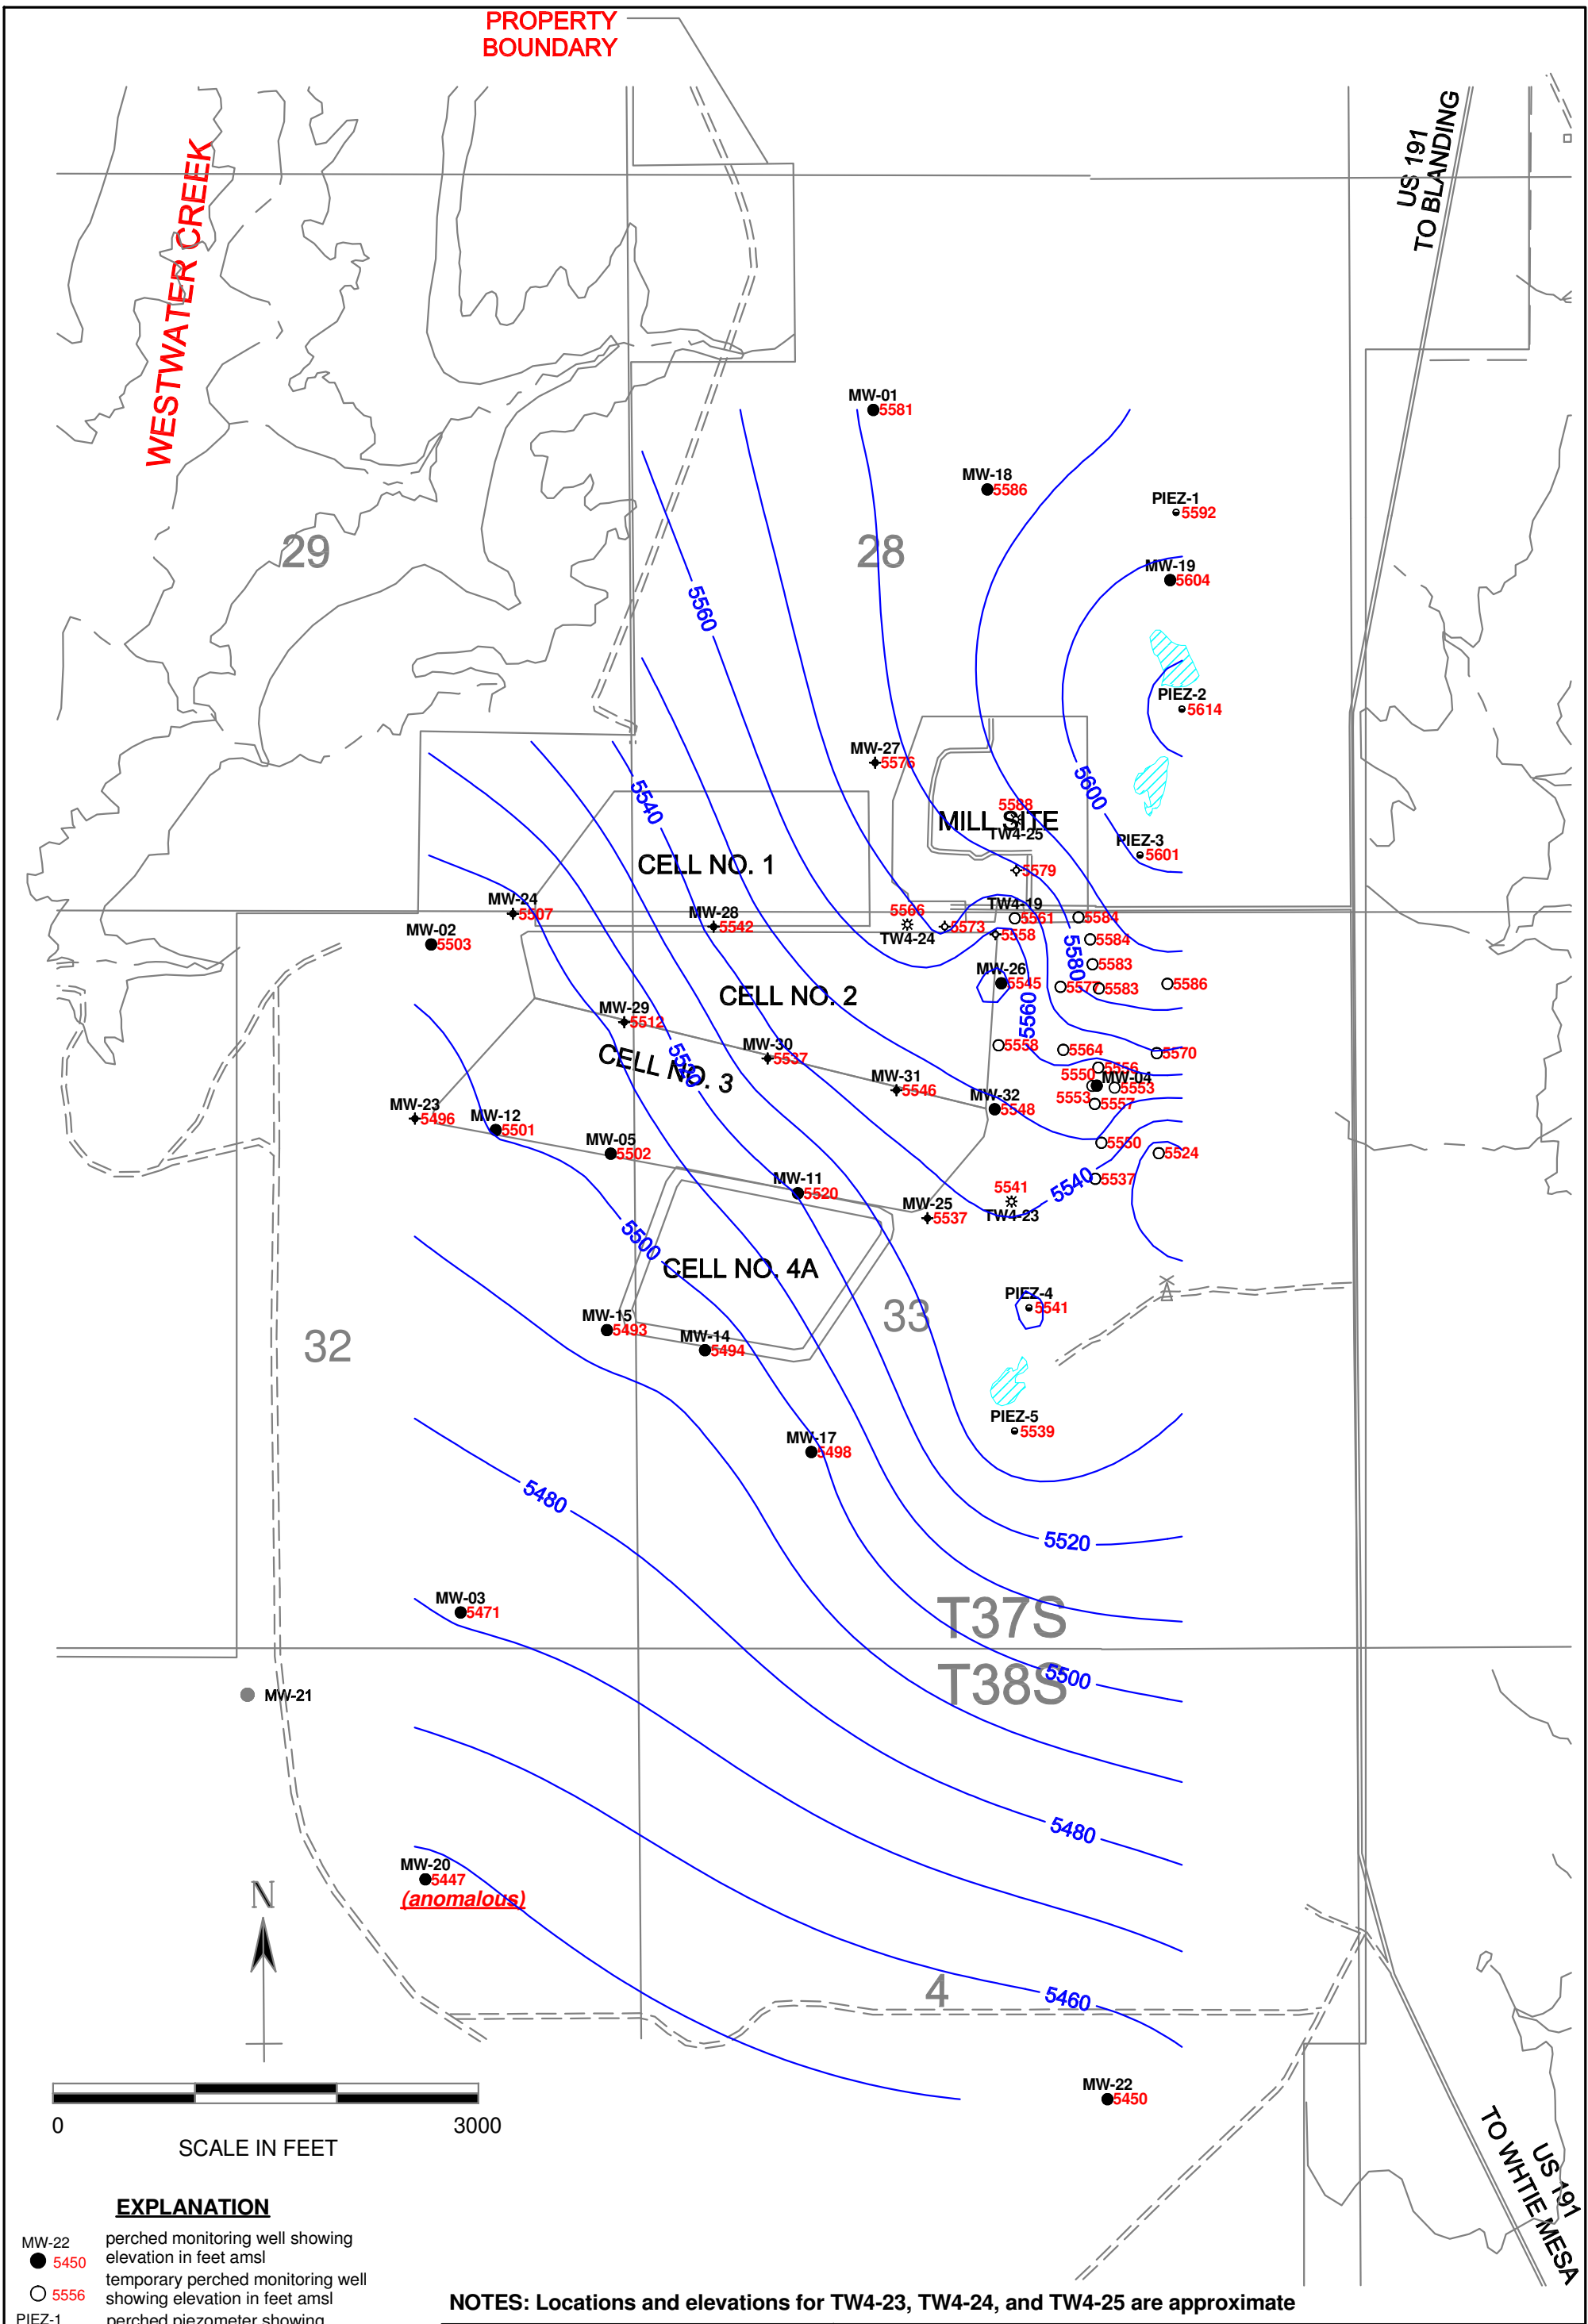 PROPERTY
BOUNDARY
US 191
TO BLANDING
WESTWATER CREEK
MW-01
5581
MW-18
5586
PIEZ-1
5592
29
28
MW-19
5604
5560
PIEZ-2
5614
MW-27
5576
5600
5540
5588
MILL SITE
TW4-25
PIEZ-3
5601
CELL NO. 1
5579
MW-24
5507
MW-28
5542
5566
TW4-24
5573
TW4-19
5561
5584
MW-02
5503
5558
5584
5580
5583
MW-26
5545
5577
5583
5586
CELL NO. 2
MW-29
5512
5560
MW-30
5537
5558
5564
5570
CELL NO. 3
5520
5556
5550
MW-04
5553
MW-31
5546
5553
5557
MW-32
5548
MW-23
5496
MW-12
5501
MW-05
5502
5550
5524
MW-11
5520
5541
TW4-23
5540
5537
MW-25
5537
5500
CELL NO. 4A
PIEZ-4
5541
33
32
MW-15
5493
MW-14
5494
PIEZ-5
5539
MW-17
5498
5480
5520
MW-03
5471
T37S
T38S
5500
MW-21
5480
MW-20
5447
(anomalous)
N
4
5460
MW-22
5450
0
3000
SCALE IN FEET
US 191
TO WHTIE MESA
EXPLANATION
MW-22
5450
perched monitoring well showing
elevation in feet amsl
5556
temporary perched monitoring well
showing elevation in feet amsl
PIEZ-1
perched piezometer showing
NOTES: Locations and elevations for TW4-23, TW4-24, and TW4-25 are approximate